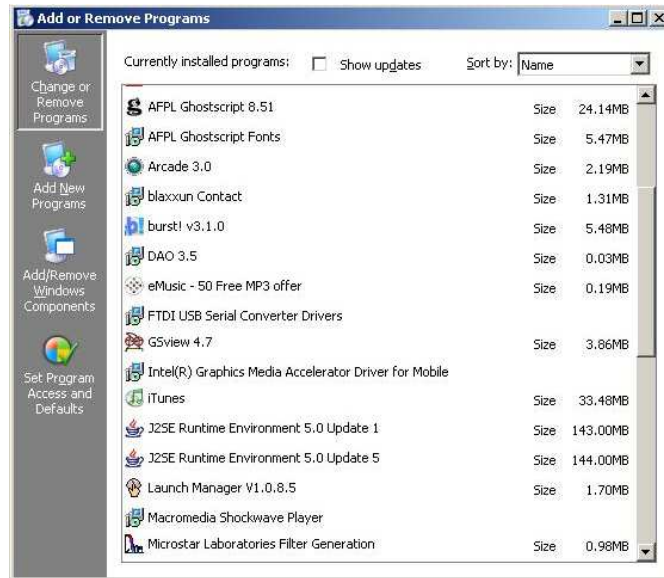 Add or Remove Programs
Change or
Remove
Programs
Add New
Programs
Add/Remove
Windows
Components
Set Program
Access and
Defaults
Currently installed programs: Show updates Sort by: Name
AFPL Ghostscript 8.51 Size 24.14MB
AFPL Ghostscript Fonts Size 5.47MB
Arcade 3.0 Size 2.19MB
blaxxun Contact Size 1.31MB
burst! v3.1.0 Size 5.48MB
DAO 3.5 Size 0.03MB
eMusic - 50 Free MP3 offer Size 0.19MB
FTDI USB Serial Converter Drivers
GSview 4.7 Size 3.86MB
Intel(R) Graphics Media Accelerator Driver for Mobile
iTunes Size 33.48MB
J2SE Runtime Environment 5.0 Update 1 Size 143.00MB
J2SE Runtime Environment 5.0 Update 5 Size 144.00MB
Launch Manager V1.0.8.5 Size 1.70MB
Macromedia Shockwave Player
Microstar Laboratories Filter Generation Size 0.98MB